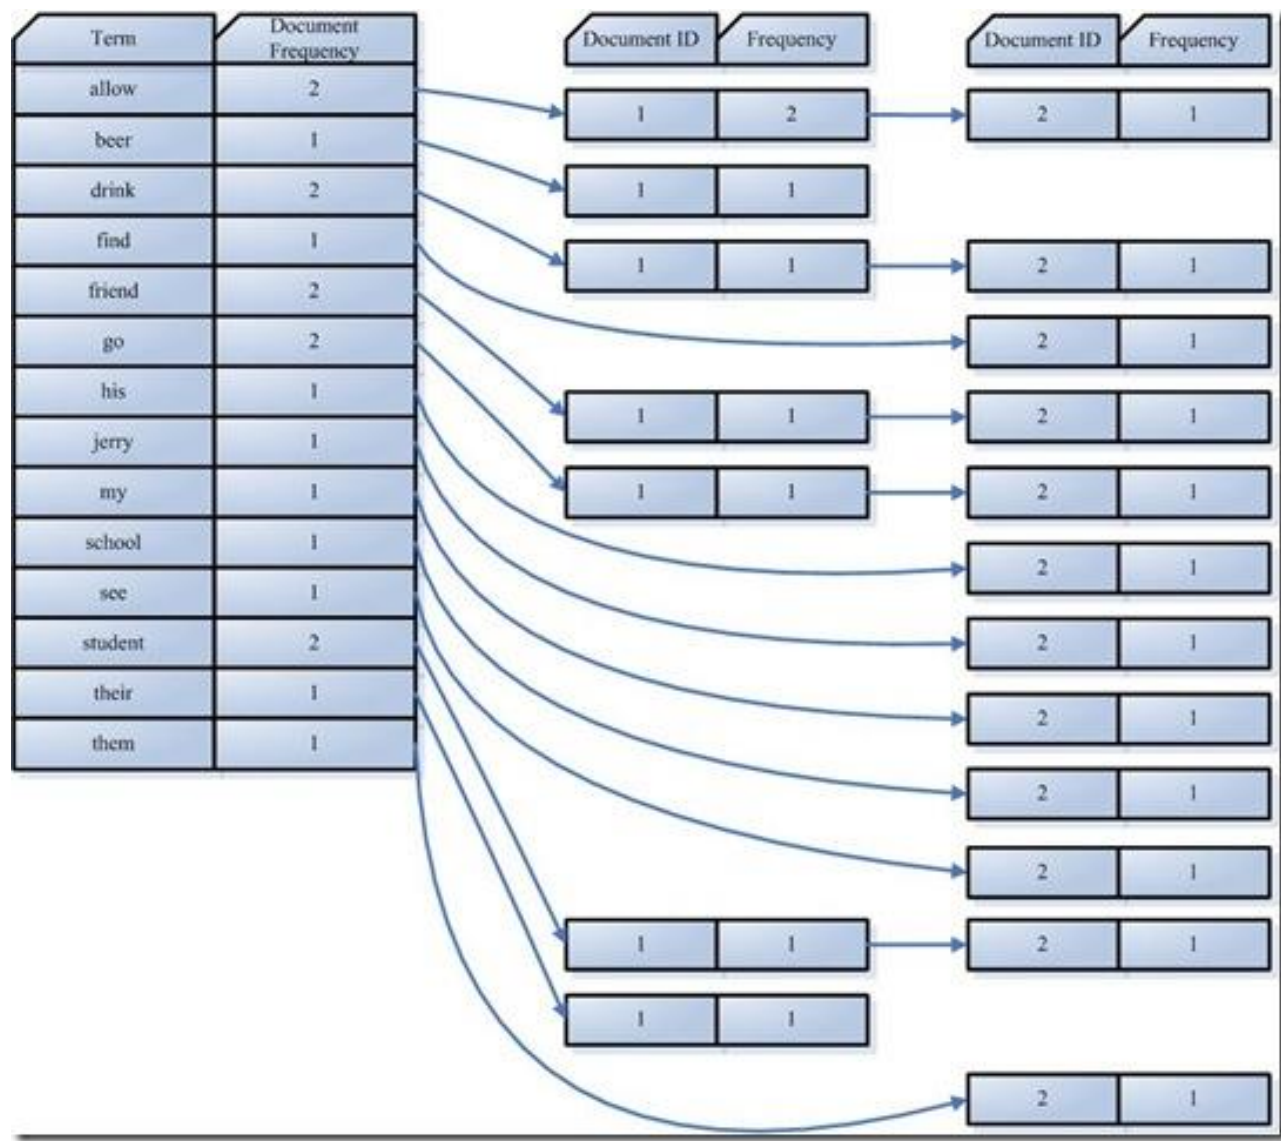 Term Document Frequency Document ID Frequency Document ID Frequency
allow 2 1 2 2 1
beer 1 1 1
drink 2 1 1 2 1
find 1 2 1
friend 2 1 1 2 1
go 2 1 1 2 1
his 1 2 1
jerry 1 2 1
my 1 2 1
school 1 2 1
see 1 2 1
student 2 1 1 2 1
their 1 1 1
them 1 2 1